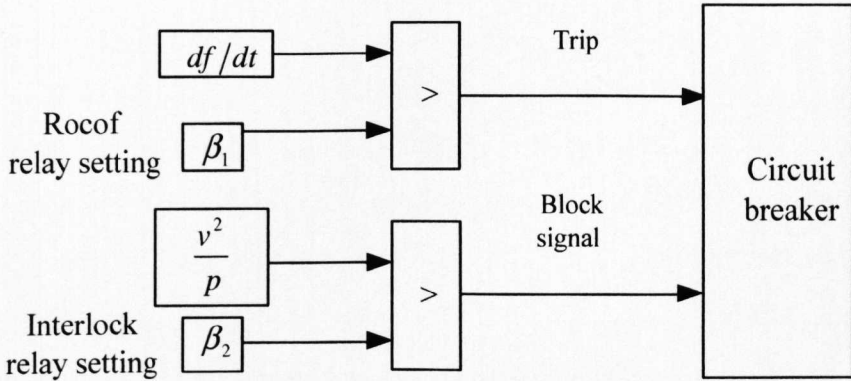 df/dt
Trip
>
Rocof
relay setting
β₁
Circuit
breaker
Block
signal
v²
p
>
Interlock
relay setting
β₂